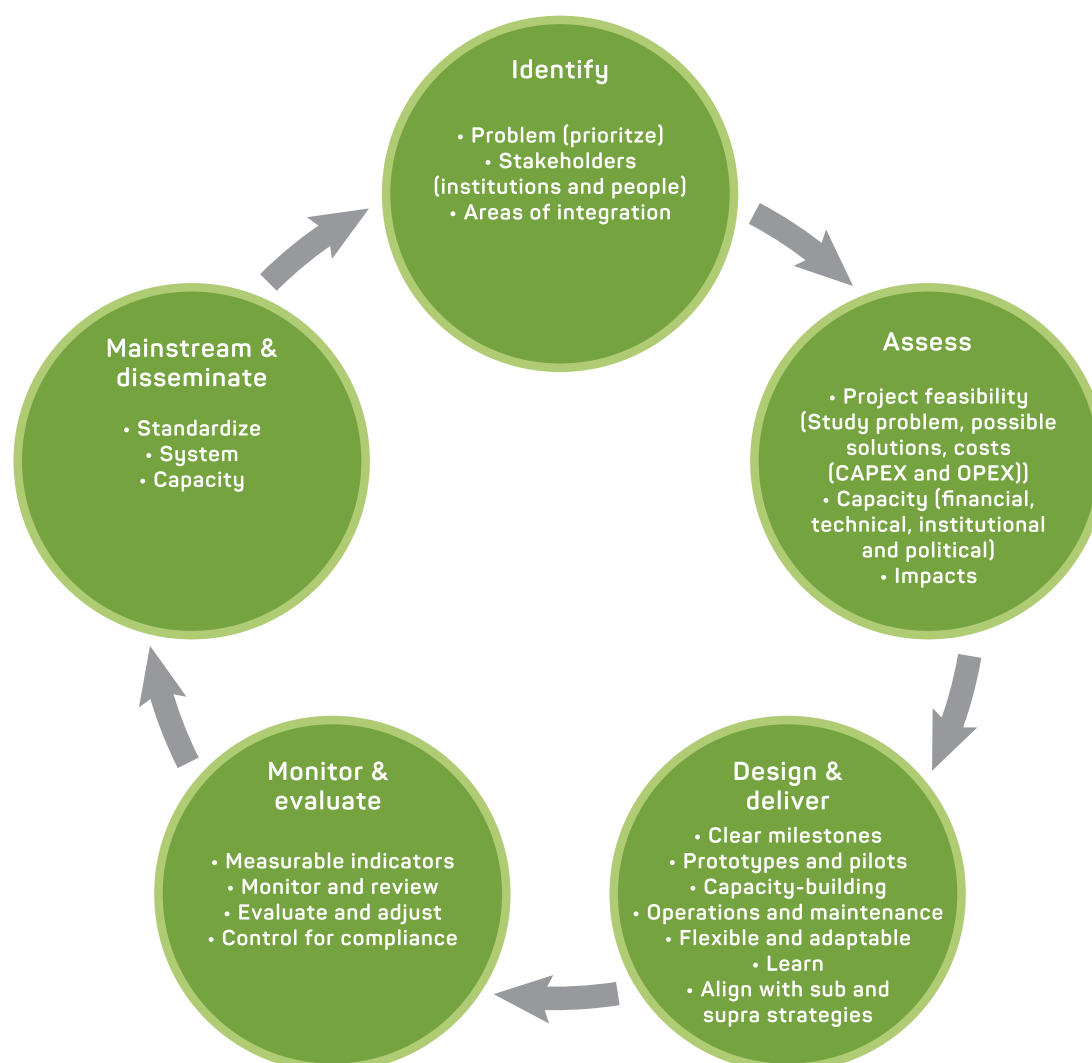 Identify
• Problem (prioritze)
• Stakeholders
(institutions and people)
• Areas of integration
Assess
• Project feasibility
(Study problem, possible
solutions, costs
(CAPEX and OPEX))
• Capacity (financial,
technical, institutional
and political)
• Impacts
Design &
deliver
• Clear milestones
• Prototypes and pilots
• Capacity-building
• Operations and maintenance
• Flexible and adaptable
• Learn
• Align with sub and
supra strategies
Monitor &
evaluate
• Measurable indicators
• Monitor and review
• Evaluate and adjust
• Control for compliance
Mainstream &
disseminate
• Standardize
• System
• Capacity